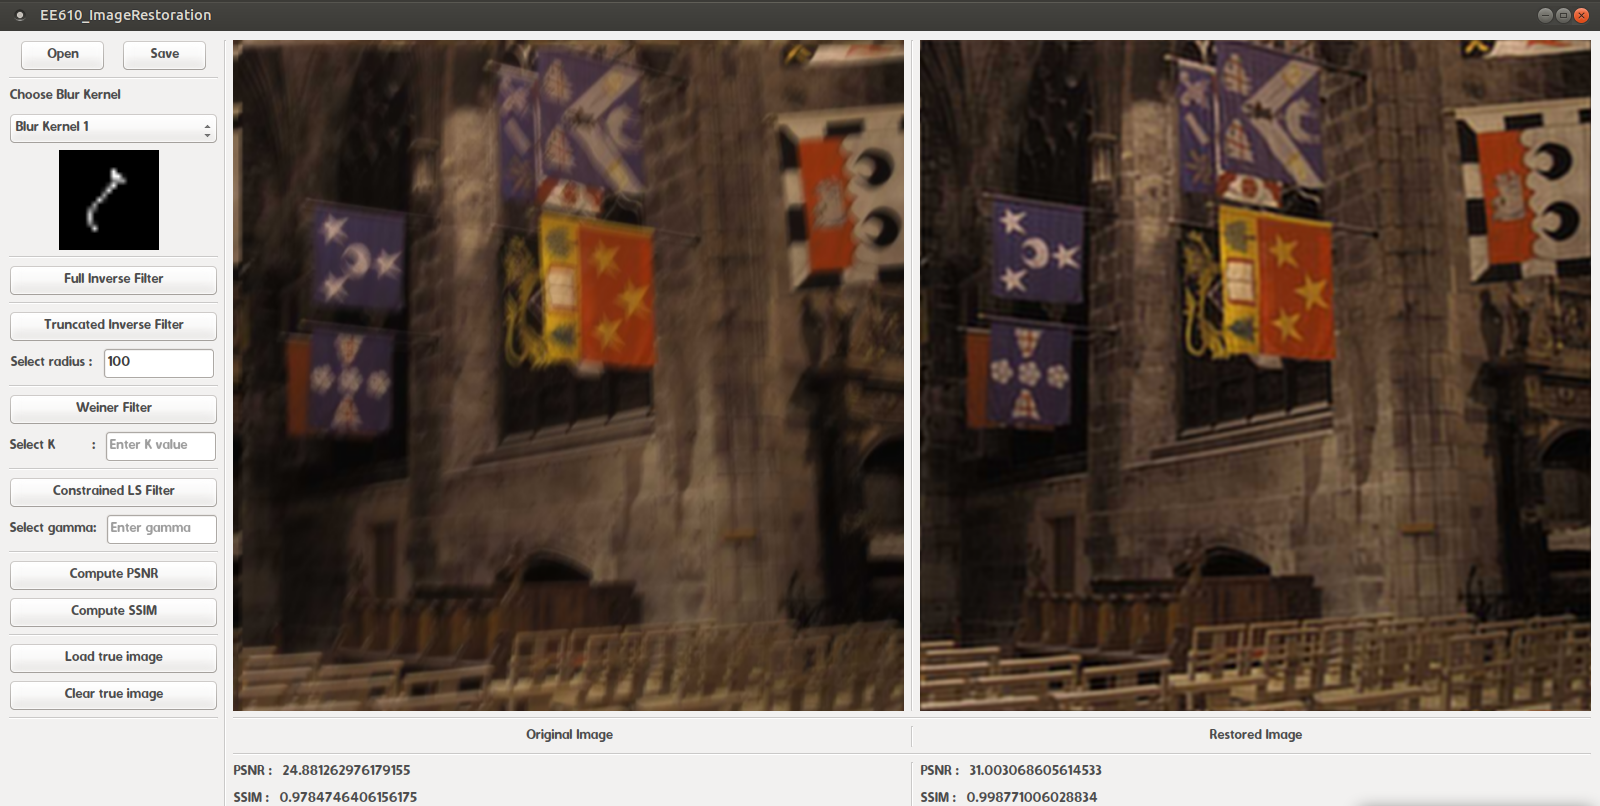 EE610_ImageRestoration
Open Save
Choose Blur Kernel
Blur Kernel 1
Full Inverse Filter
Truncated Inverse Filter
Select radius : 100
Weiner Filter
Select K : Enter K value
Constrained LS Filter
Select gamma: Enter gamma
Compute PSNR
Compute SSIM
Load true image
Clear true image
Original Image
PSNR : 24.881262976179155
SSIM : 0.9784746406156175
Restored Image
PSNR : 31.003068605614533
SSIM : 0.998771006028834